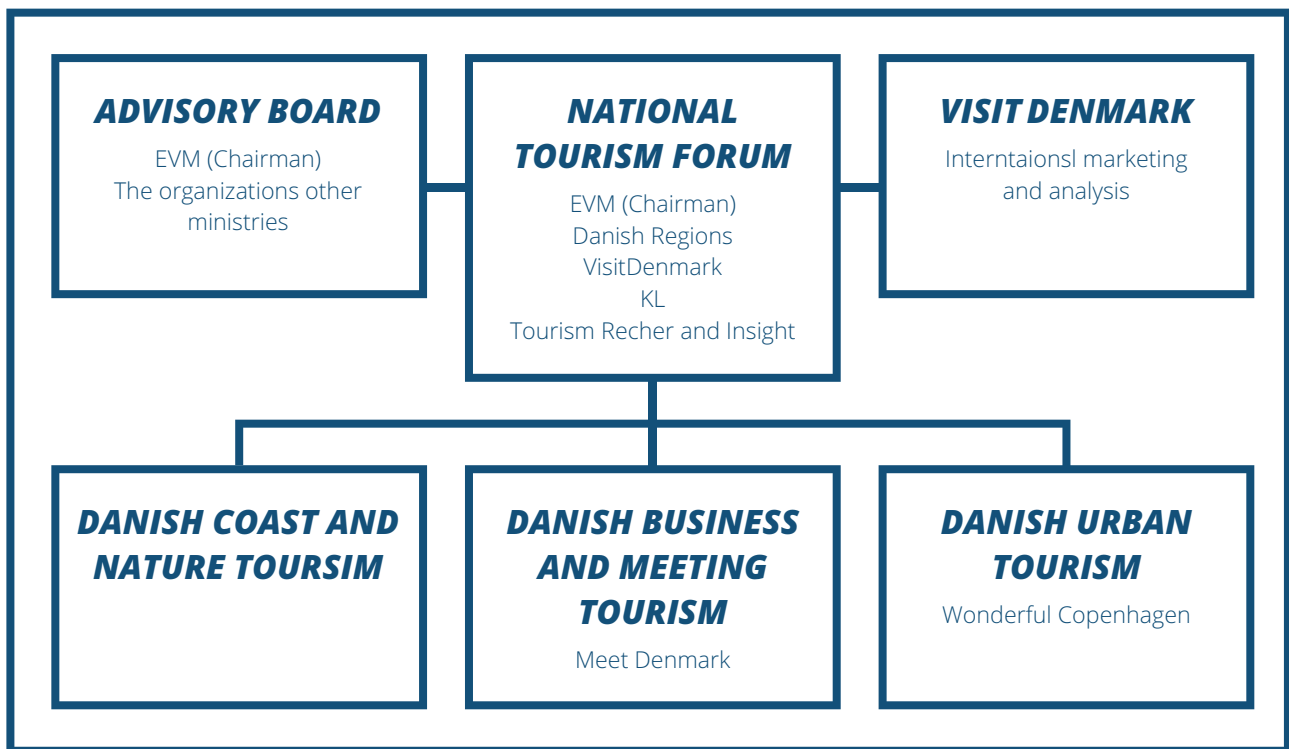 ADVISORY BOARD
EVM (Chairman)
The organizations other
ministries
NATIONAL
TOURISM FORUM
EVM (Chairman)
Danish Regions
VisitDenmark
KL
Tourism Recher and Insight
VISIT DENMARK
Interntaionsl marketing
and analysis
DANISH COAST AND
NATURE TOURSIM
DANISH BUSINESS
AND MEETING
TOURISM
Meet Denmark
DANISH URBAN
TOURISM
Wonderful Copenhagen